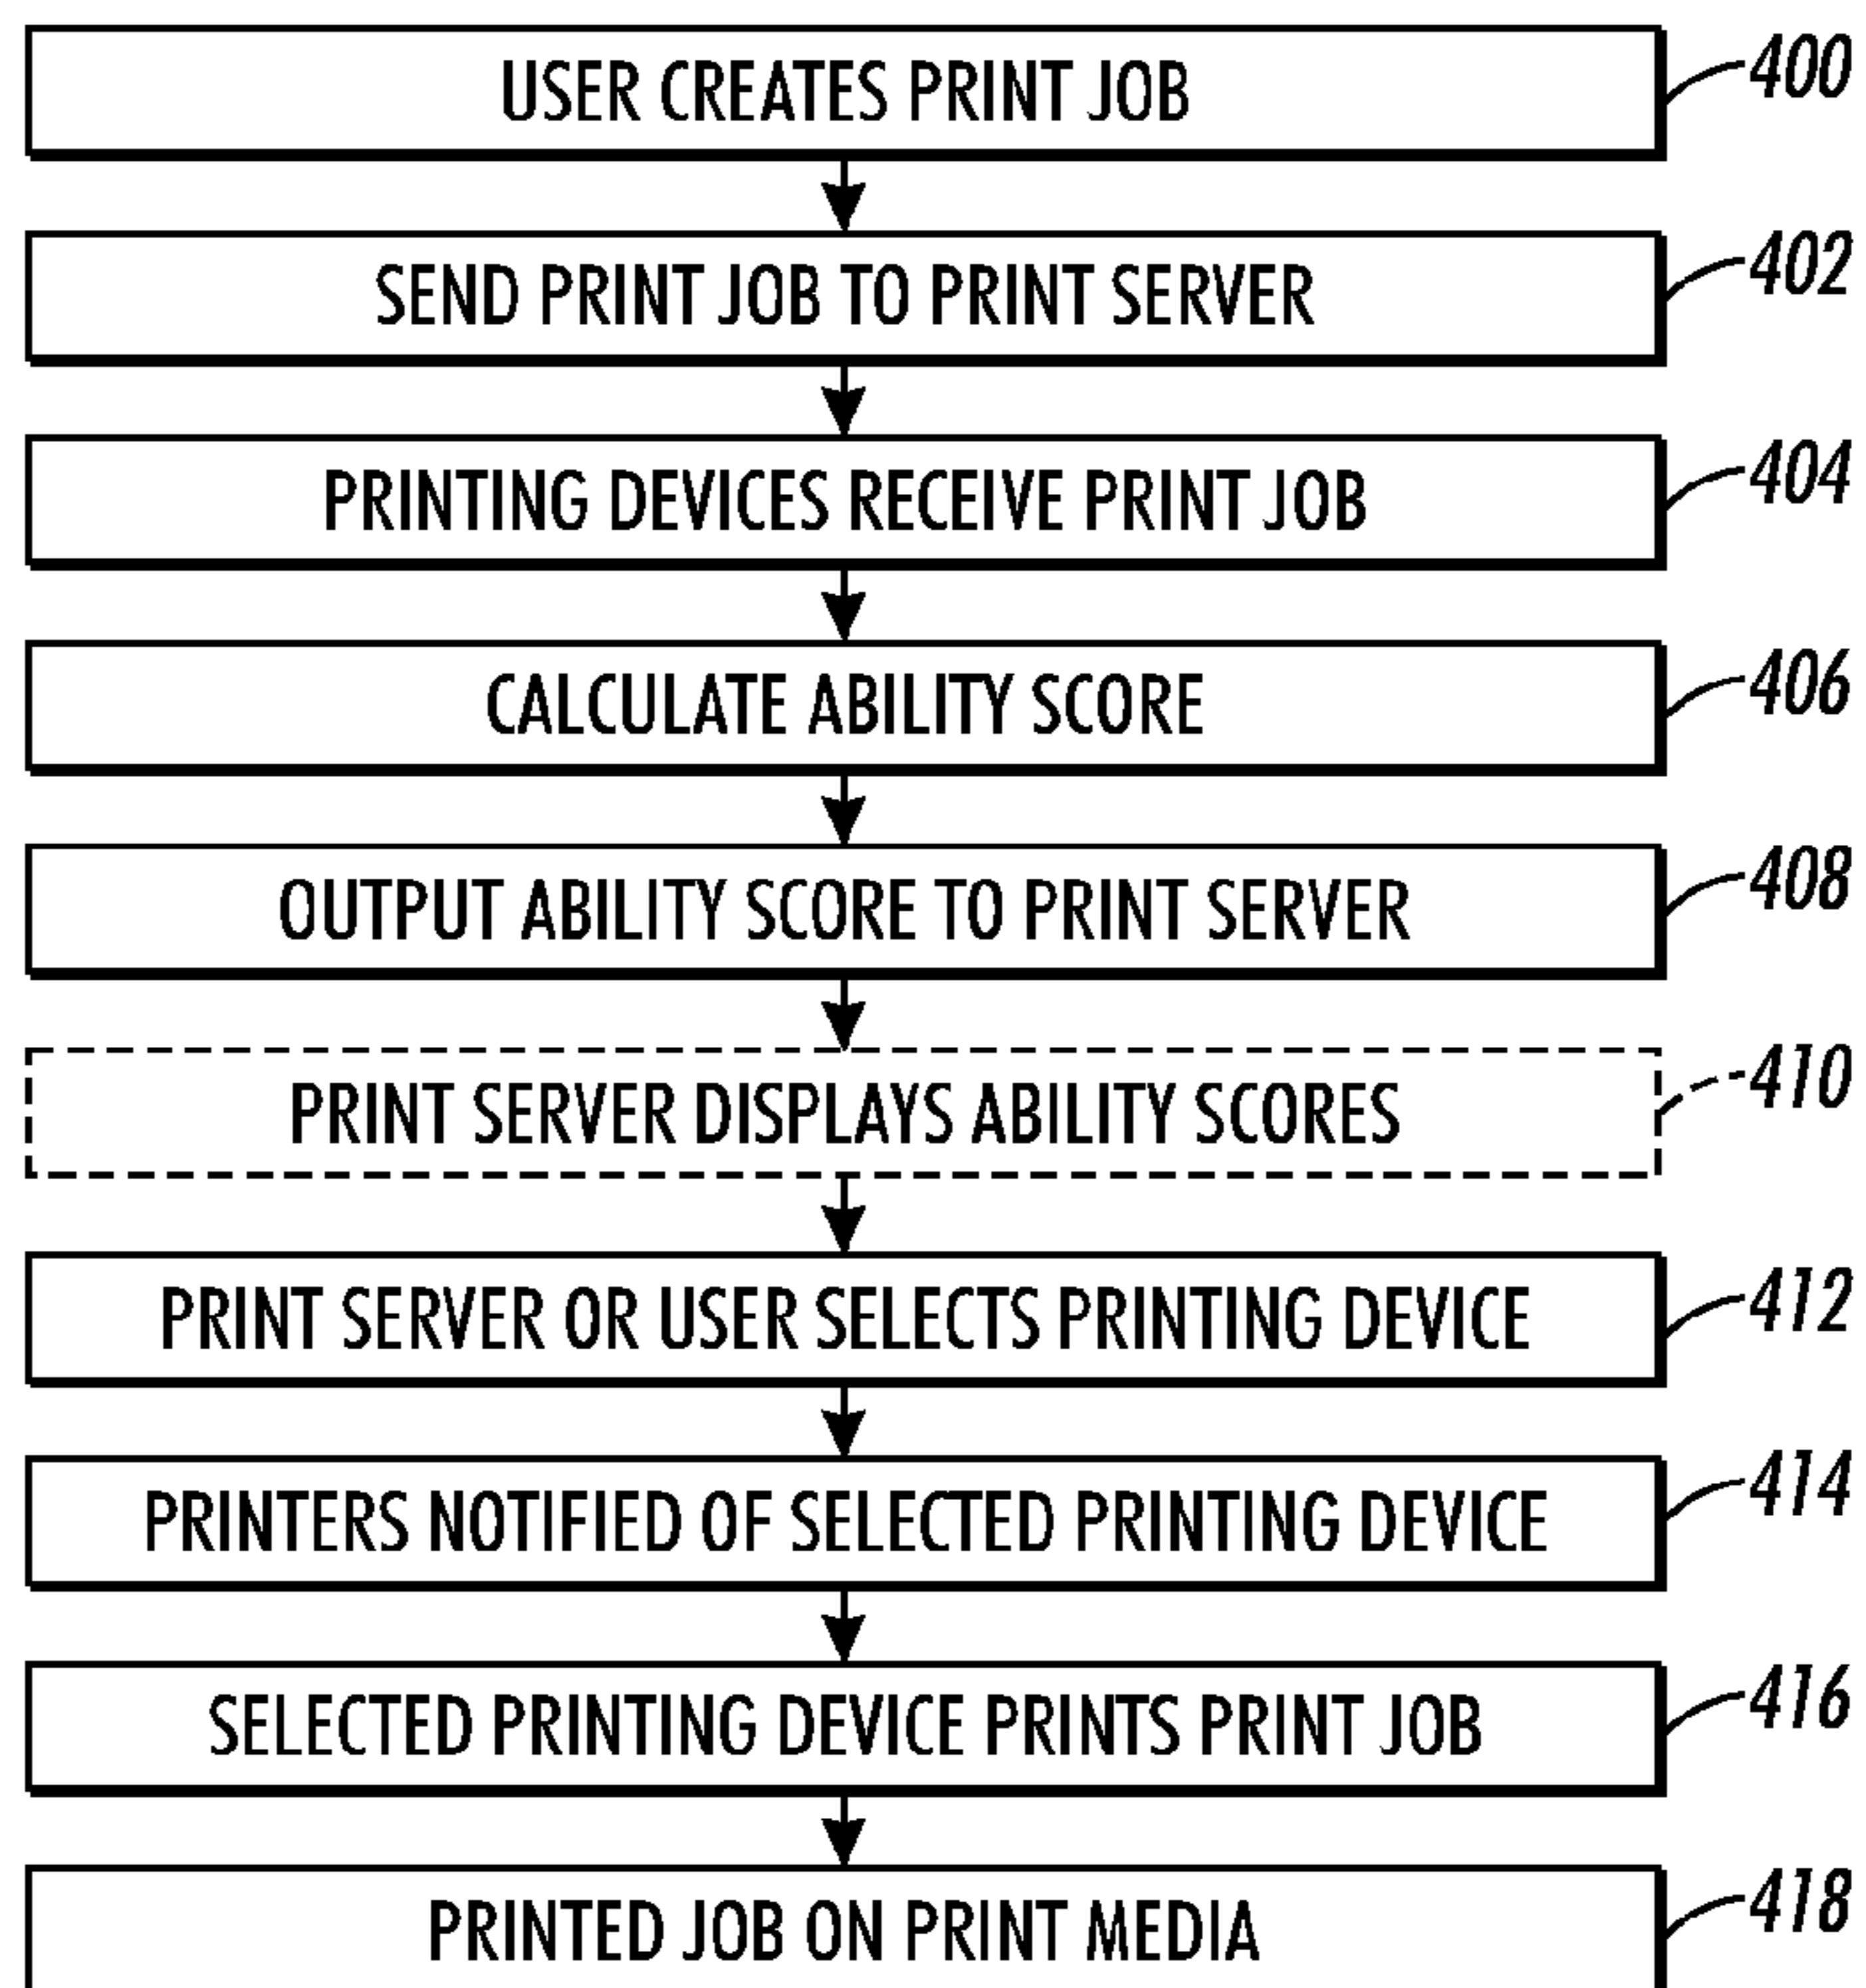 USER CREATES PRINT JOB 400
SEND PRINT JOB TO PRINT SERVER 402
PRINTING DEVICES RECEIVE PRINT JOB 404
CALCULATE ABILITY SCORE 406
OUTPUT ABILITY SCORE TO PRINT SERVER 408
PRINT SERVER DISPLAYS ABILITY SCORES 410
PRINT SERVER OR USER SELECTS PRINTING DEVICE 412
PRINTERS NOTIFIED OF SELECTED PRINTING DEVICE 414
SELECTED PRINTING DEVICE PRINTS PRINT JOB 416
PRINTED JOB ON PRINT MEDIA 418